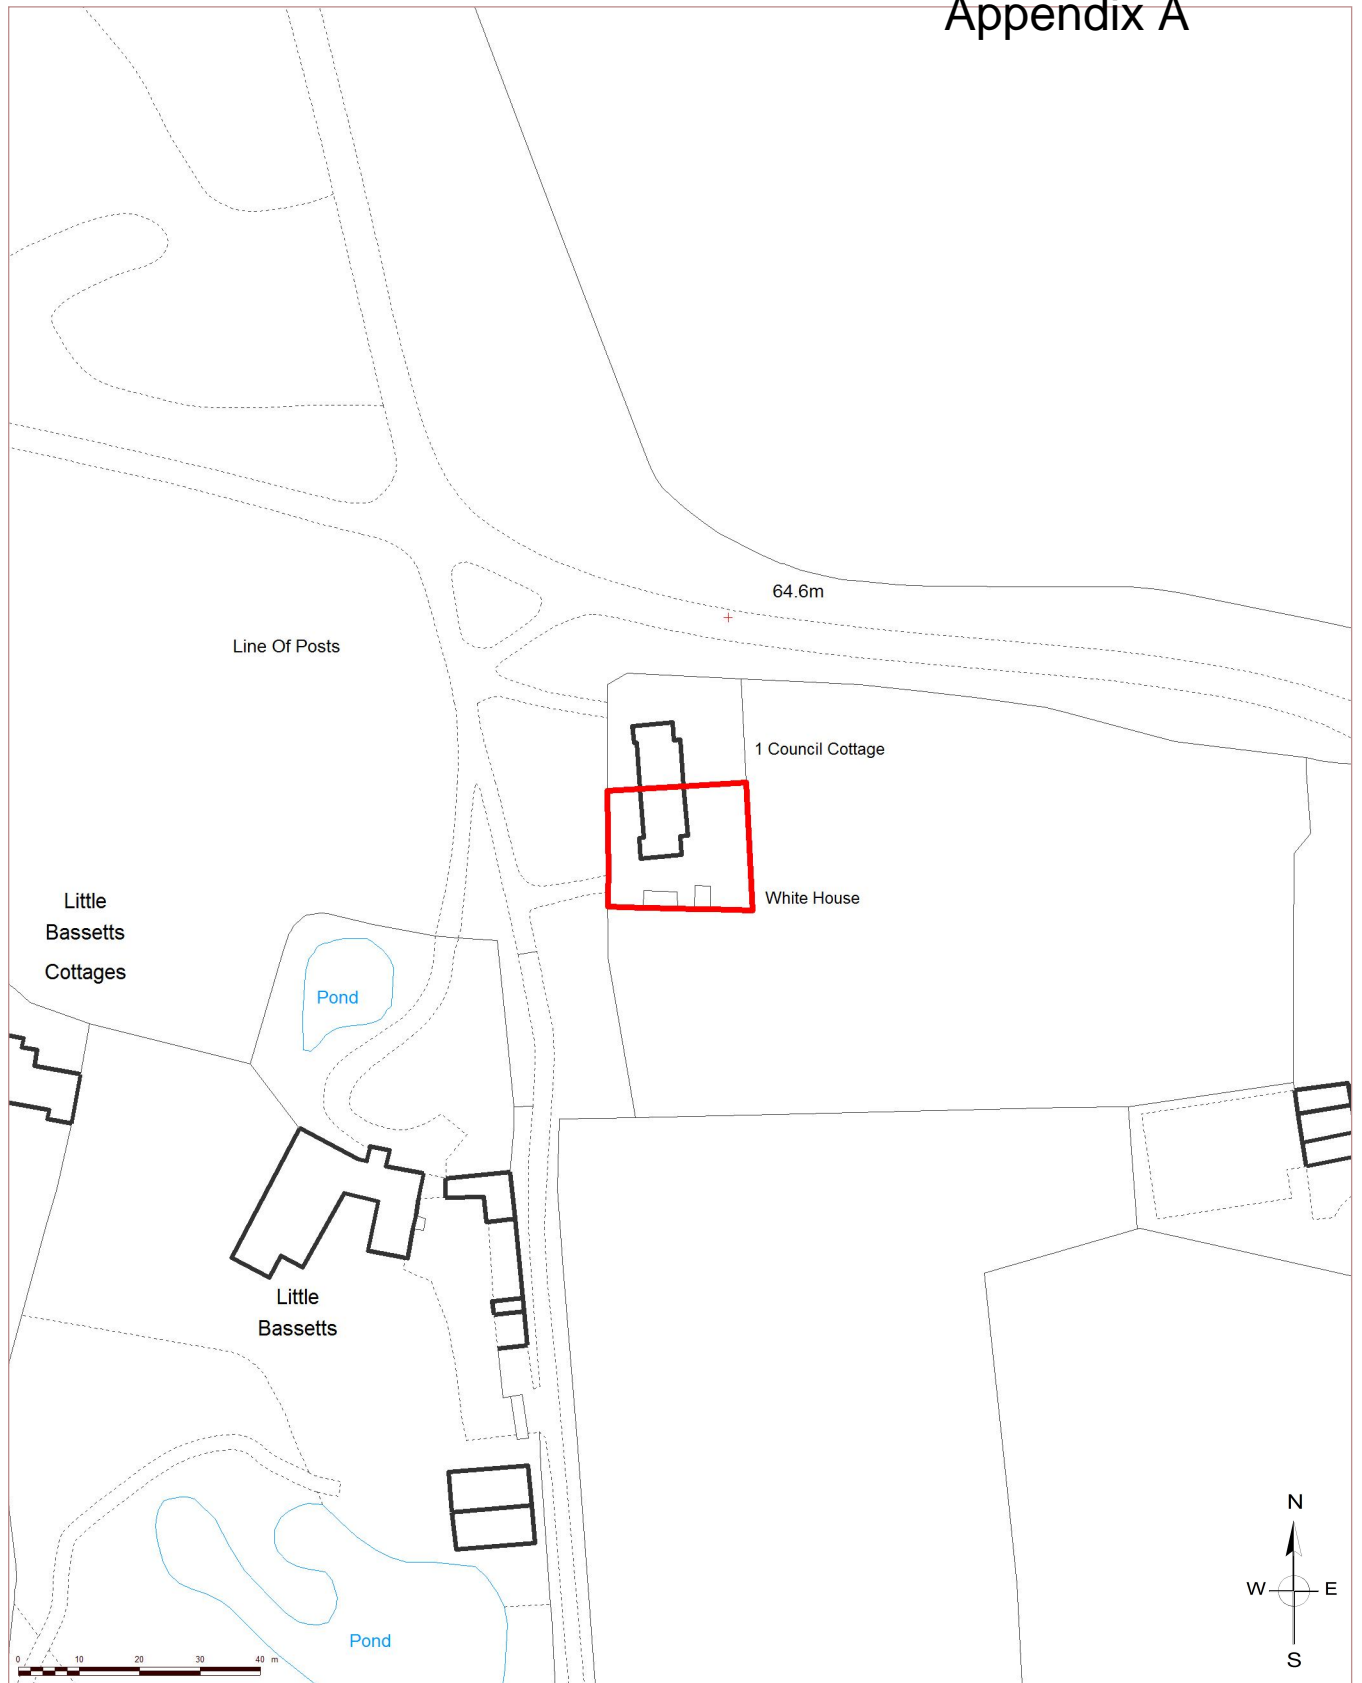 Appendix A
64.6m
Line Of Posts
1 Council Cottage
White House
Little
Bassetts
Cottages
Pond
Little
Bassetts
Pond
0 10 20 30 40 m
N
W E
S